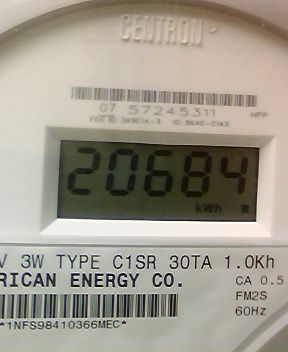 CENTRON®
07 57245311 HPP
20684
kWh
V 3W TYPE C1SR 30TA 1.0Kh
RICAN ENERGY CO. CA 0.5
FM2S
60Hz
*1NFS98410366MEC*